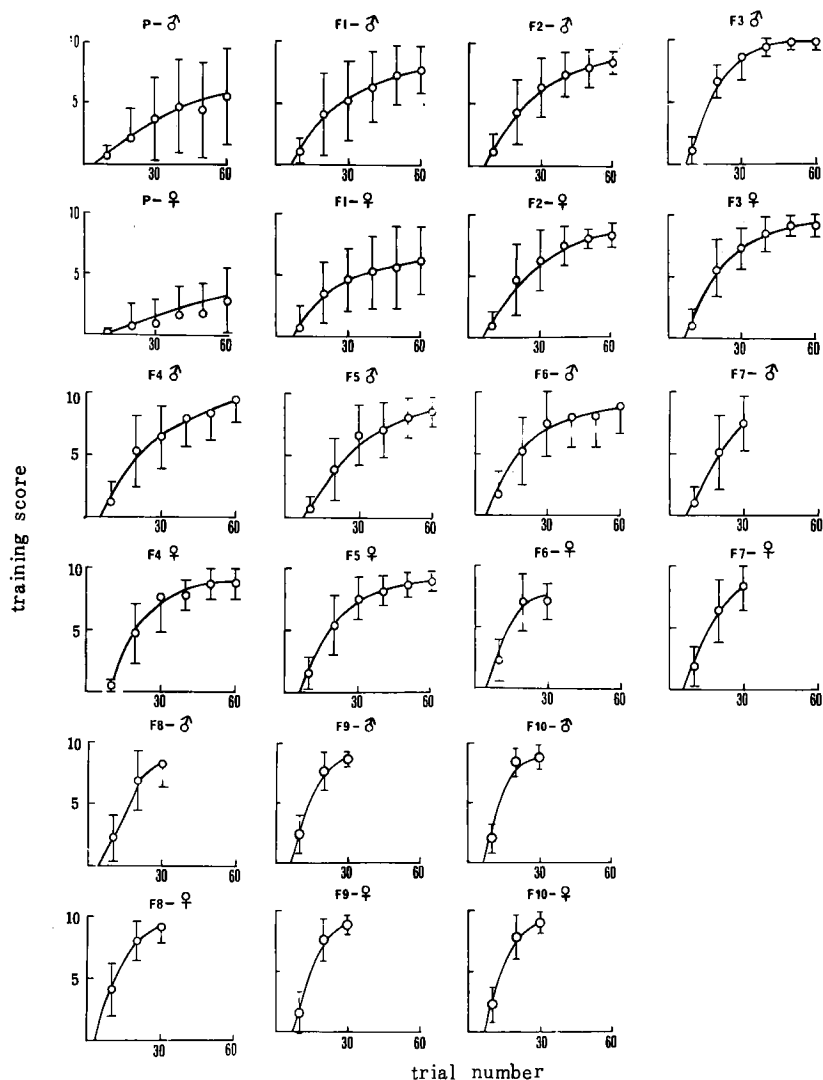 P-♂ F1-♂ F2-♂ F3 ♂
10
5
30 60 30 60 30 60 30 60
P-♀ F1-♀ F2-♀ F3 ♀
10
5
30 60 30 60 30 60 30 60
F4 ♂ F5 ♂ F6-♂ F7-♂
10
5
30 60 30 60 30 60 30 60
training score
F4 ♀ F5 ♀ F6-♀ F7-♀
10
5
30 60 30 60 30 60 30 60
F8-♂ F9-♂ F10-♂
10
5
30 60 30 60 30 60
F8-♀ F9-♀ F10-♀
10
5
30 60 30 60 30 60
trial number